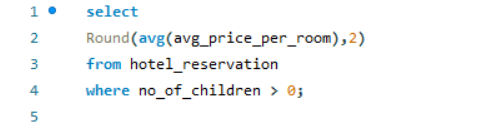 1 select
2 Round(avg(avg_price_per_room),2)
3 from hotel_reservation
4 where no_of_children > 0;
5